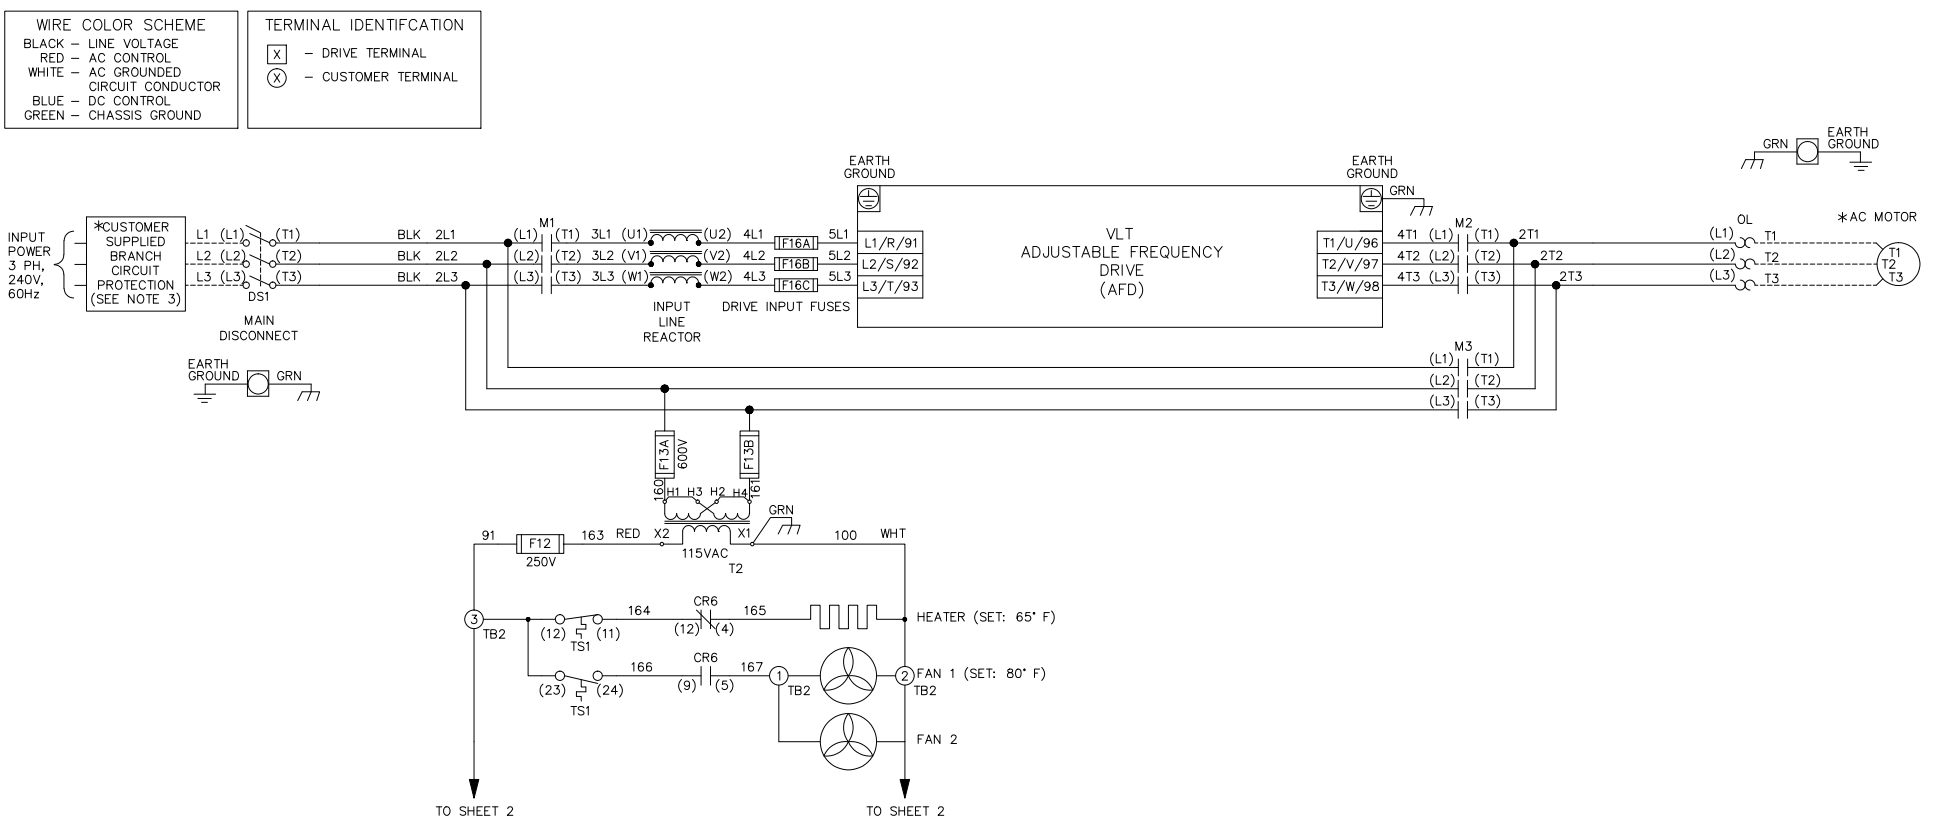 WIRE COLOR SCHEME
BLACK – LINE VOLTAGE
RED – AC CONTROL
WHITE – AC GROUNDED
CIRCUIT CONDUCTOR
BLUE – DC CONTROL
GREEN – CHASSIS GROUND
TERMINAL IDENTIFCATION
X – DRIVE TERMINAL
X – CUSTOMER TERMINAL
INPUT
POWER
3 PH,
240V,
60Hz
*CUSTOMER
SUPPLIED
BRANCH
CIRCUIT
PROTECTION
(SEE NOTE 3)
L1 (L1) (T1) BLK 2L1 (L1) M1 (T1) 3L1 (U1) (U2) 4L1 F16A 5L1
L2 (L2) (T2) BLK 2L2 (L2) (T2) 3L2 (V1) (V2) 4L2 F16B 5L2
L3 (L3) (T3) BLK 2L3 (L3) (T3) 3L3 (W1) (W2) 4L3 F16C 5L3
DS1
MAIN
DISCONNECT
INPUT
LINE
REACTOR
DRIVE INPUT FUSES
EARTH
GROUND
GRN
EARTH
GROUND
L1/R/91
L2/S/92
L3/T/93
VLT
ADJUSTABLE FREQUENCY
DRIVE
(AFD)
EARTH
GROUND
GRN
T1/U/96
T2/V/97
T3/W/98
4T1 (L1) M2 (T1) 2T1
4T2 (L2) (T2) 2T2
4T3 (L3) (T3) 2T3
M3
(L1) (T1)
(L2) (T2)
(L3) (T3)
GRN
EARTH
GROUND
OL
(L1) T1
(L2) T2
(L3) T3
*AC MOTOR
T1
T2
T3
F13A
600V
F13B
160
161
H1 H3 H2 H4
GRN
91 F12 163 RED X2 X1 100 WHT
250V
115VAC
T2
3
TB2
(12) (11)
TS1
164
CR6
(12) (4)
165
HEATER (SET: 65° F)
(23) (24)
TS1
166
CR6
(9) (5)
167
1
TB2
2
TB2
FAN 1 (SET: 80° F)
FAN 2
TO SHEET 2
TO SHEET 2